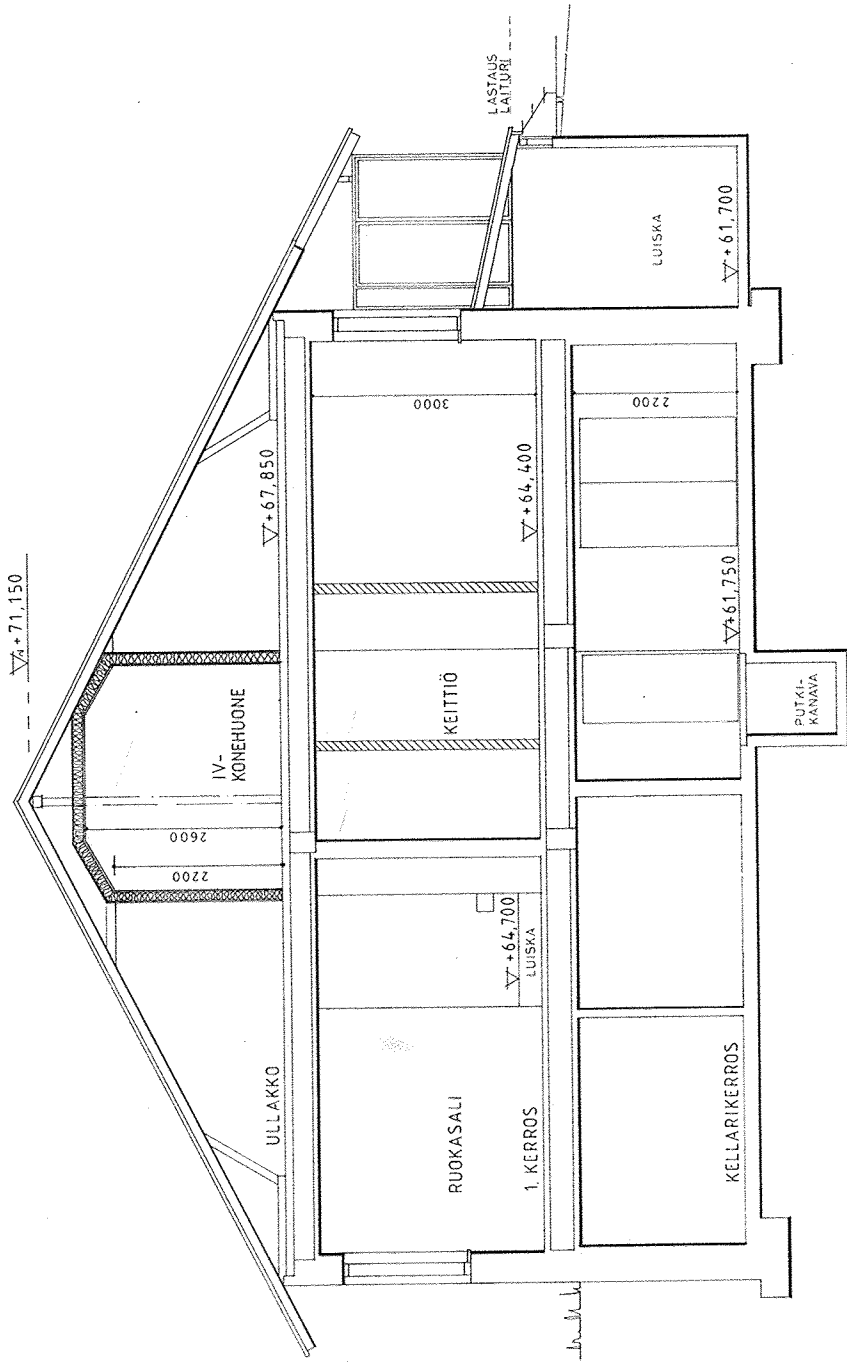 +71,150
IV-
KONEHUONE
2600
2200
+67,850
ULLAKKO
LASTAUS
LAITURI
3000
KEITTIÖ
+64,400
RUOKASALI
+64,700
LUISKA
1. KERROS
LUISKA
+61,700
2200
+61,750
KELLARIKERROS
PUTKI-
KANAVA